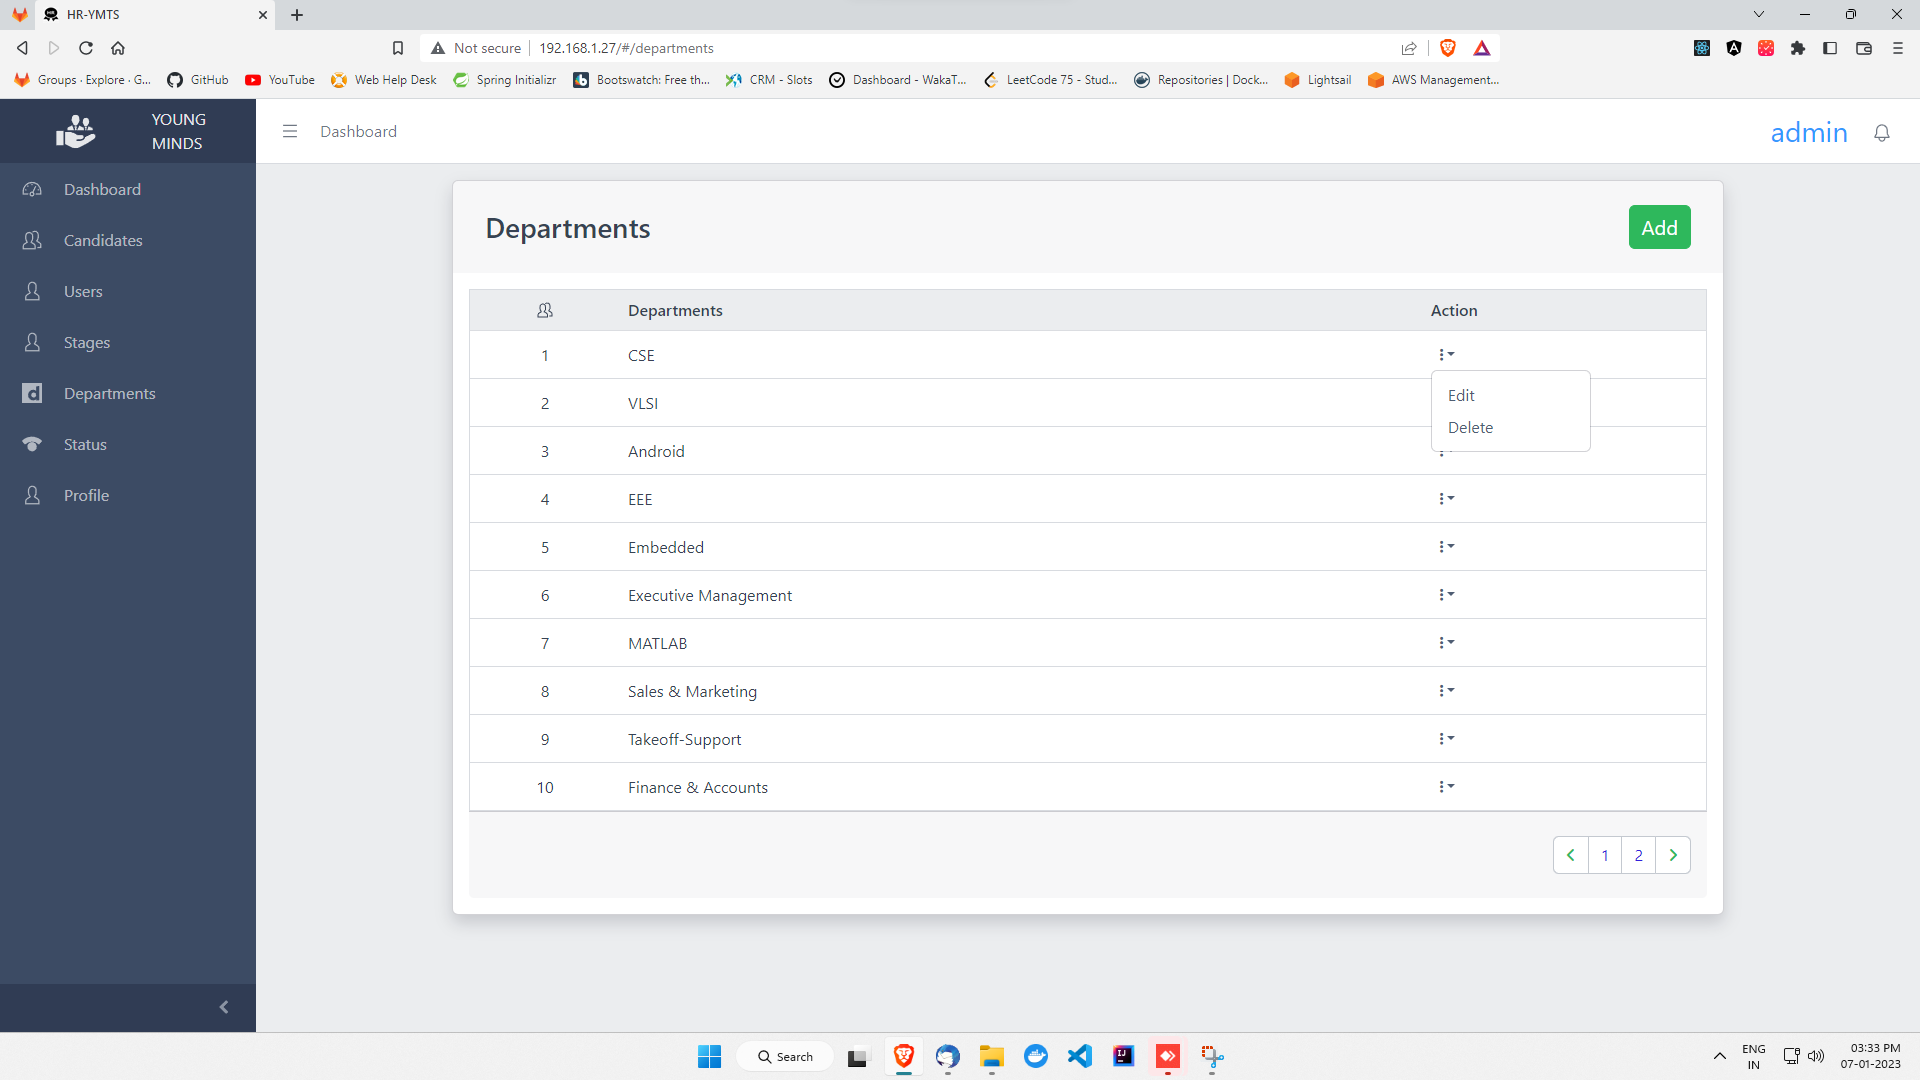 HR-YMTS
Not secure
192.168.1.27/#/departments
Groups · Explore · G...
GitHub
YouTube
Web Help Desk
Spring Initializr
Bootswatch: Free th...
CRM - Slots
Dashboard - WakaT...
LeetCode 75 - Stud...
Repositories | Dock...
Lightsail
AWS Management...
YOUNG
MINDS
Dashboard
admin
Dashboard
Candidates
Users
Stages
Departments
Status
Profile
Departments
Add
Departments Action
1 CSE
Edit
2 VLSI
Delete
3 Android
4 EEE
5 Embedded
6 Executive Management
7 MATLAB
8 Sales & Marketing
9 Takeoff-Support
10 Finance & Accounts
1 2
Search
ENG
IN
03:33 PM
07-01-2023